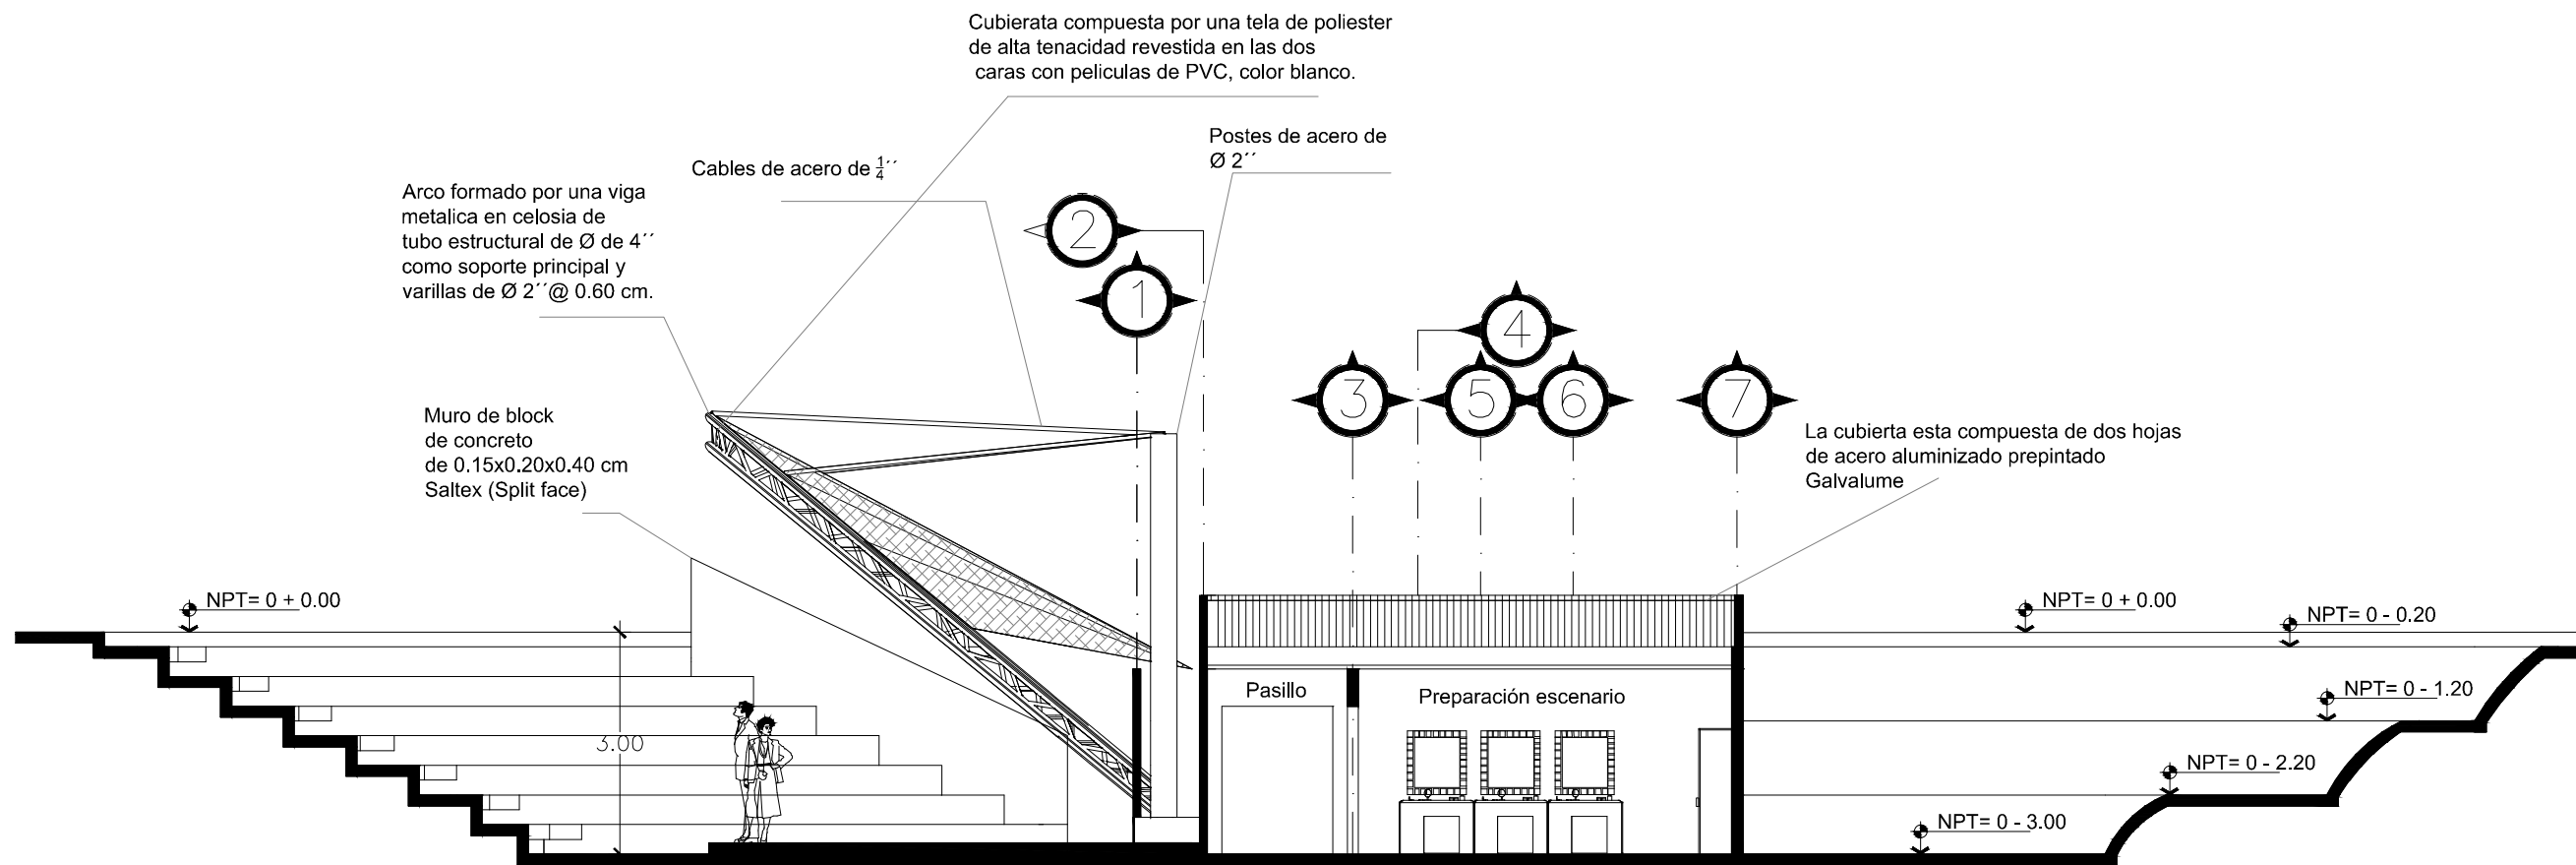 Cubierata compuesta por una tela de poliester
de alta tenacidad revestida en las dos
caras con peliculas de PVC, color blanco.
Postes de acero de
Ø 2´´
Cables de acero de 1/4´´
Arco formado por una viga
metalica en celosia de
tubo estructural de Ø de 4´´
como soporte principal y
varillas de Ø 2´´@ 0.60 cm.
2
1
4
3
5
6
7
Muro de block
de concreto
de 0.15x0.20x0.40 cm
Saltex (Split face)
La cubierta esta compuesta de dos hojas
de acero aluminizado prepintado
Galvalume
NPT= 0 + 0.00
NPT= 0 + 0.00
NPT= 0 - 0.20
Pasillo
Preparación escenario
NPT= 0 - 1.20
3.00
NPT= 0 - 2.20
NPT= 0 - 3.00